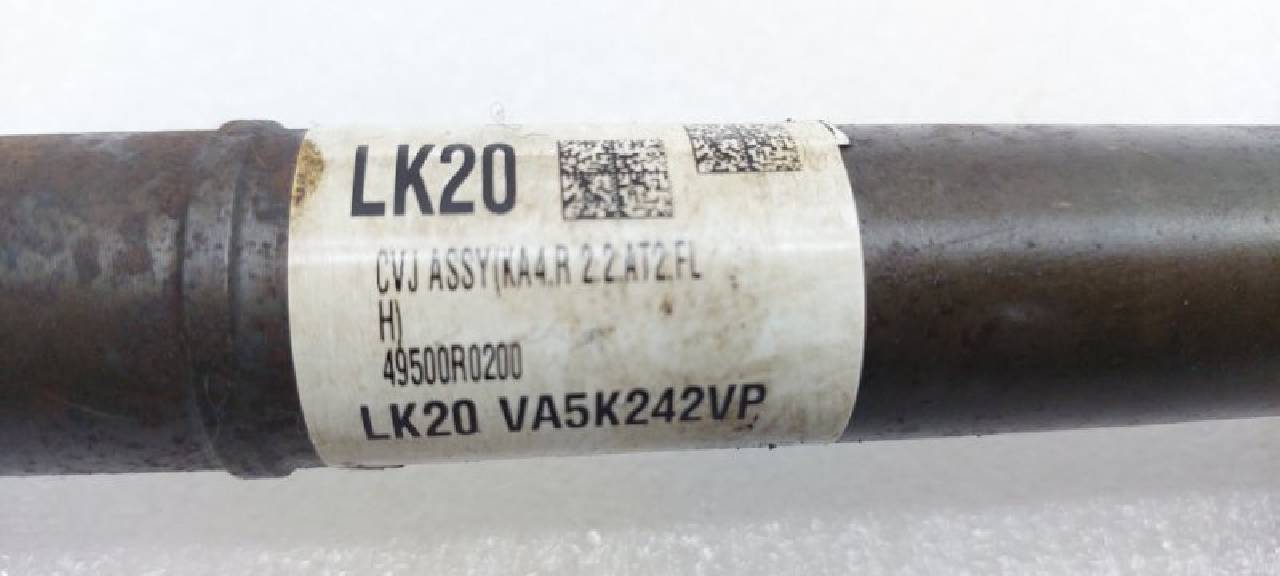 LK20
CVJ ASSY(KA4.R 2.2.AT2.FL
H)
49500R0200
LK20 VA5K242VP